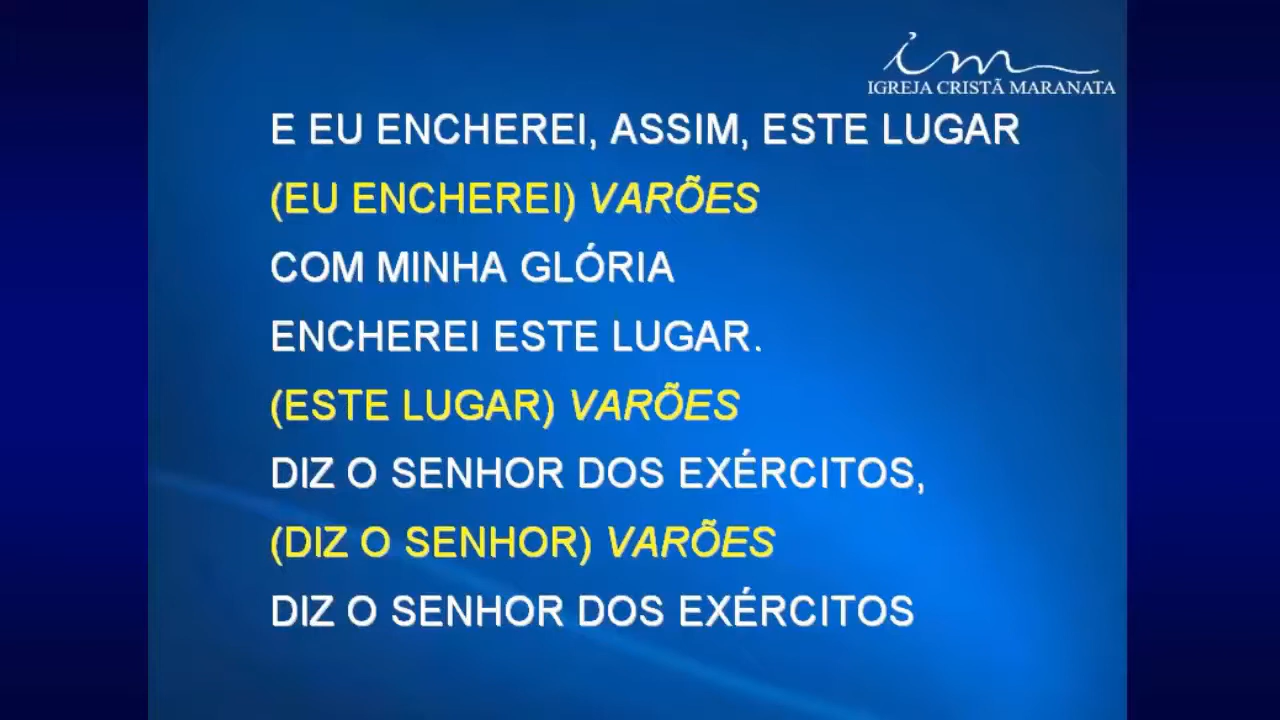 im
IGREJA CRISTÃ MARANATA
E EU ENCHEREI, ASSIM, ESTE LUGAR
(EU ENCHEREI) VARÕES
COM MINHA GLÓRIA
ENCHEREI ESTE LUGAR.
(ESTE LUGAR) VARÕES
DIZ O SENHOR DOS EXÉRCITOS,
(DIZ O SENHOR) VARÕES
DIZ O SENHOR DOS EXÉRCITOS